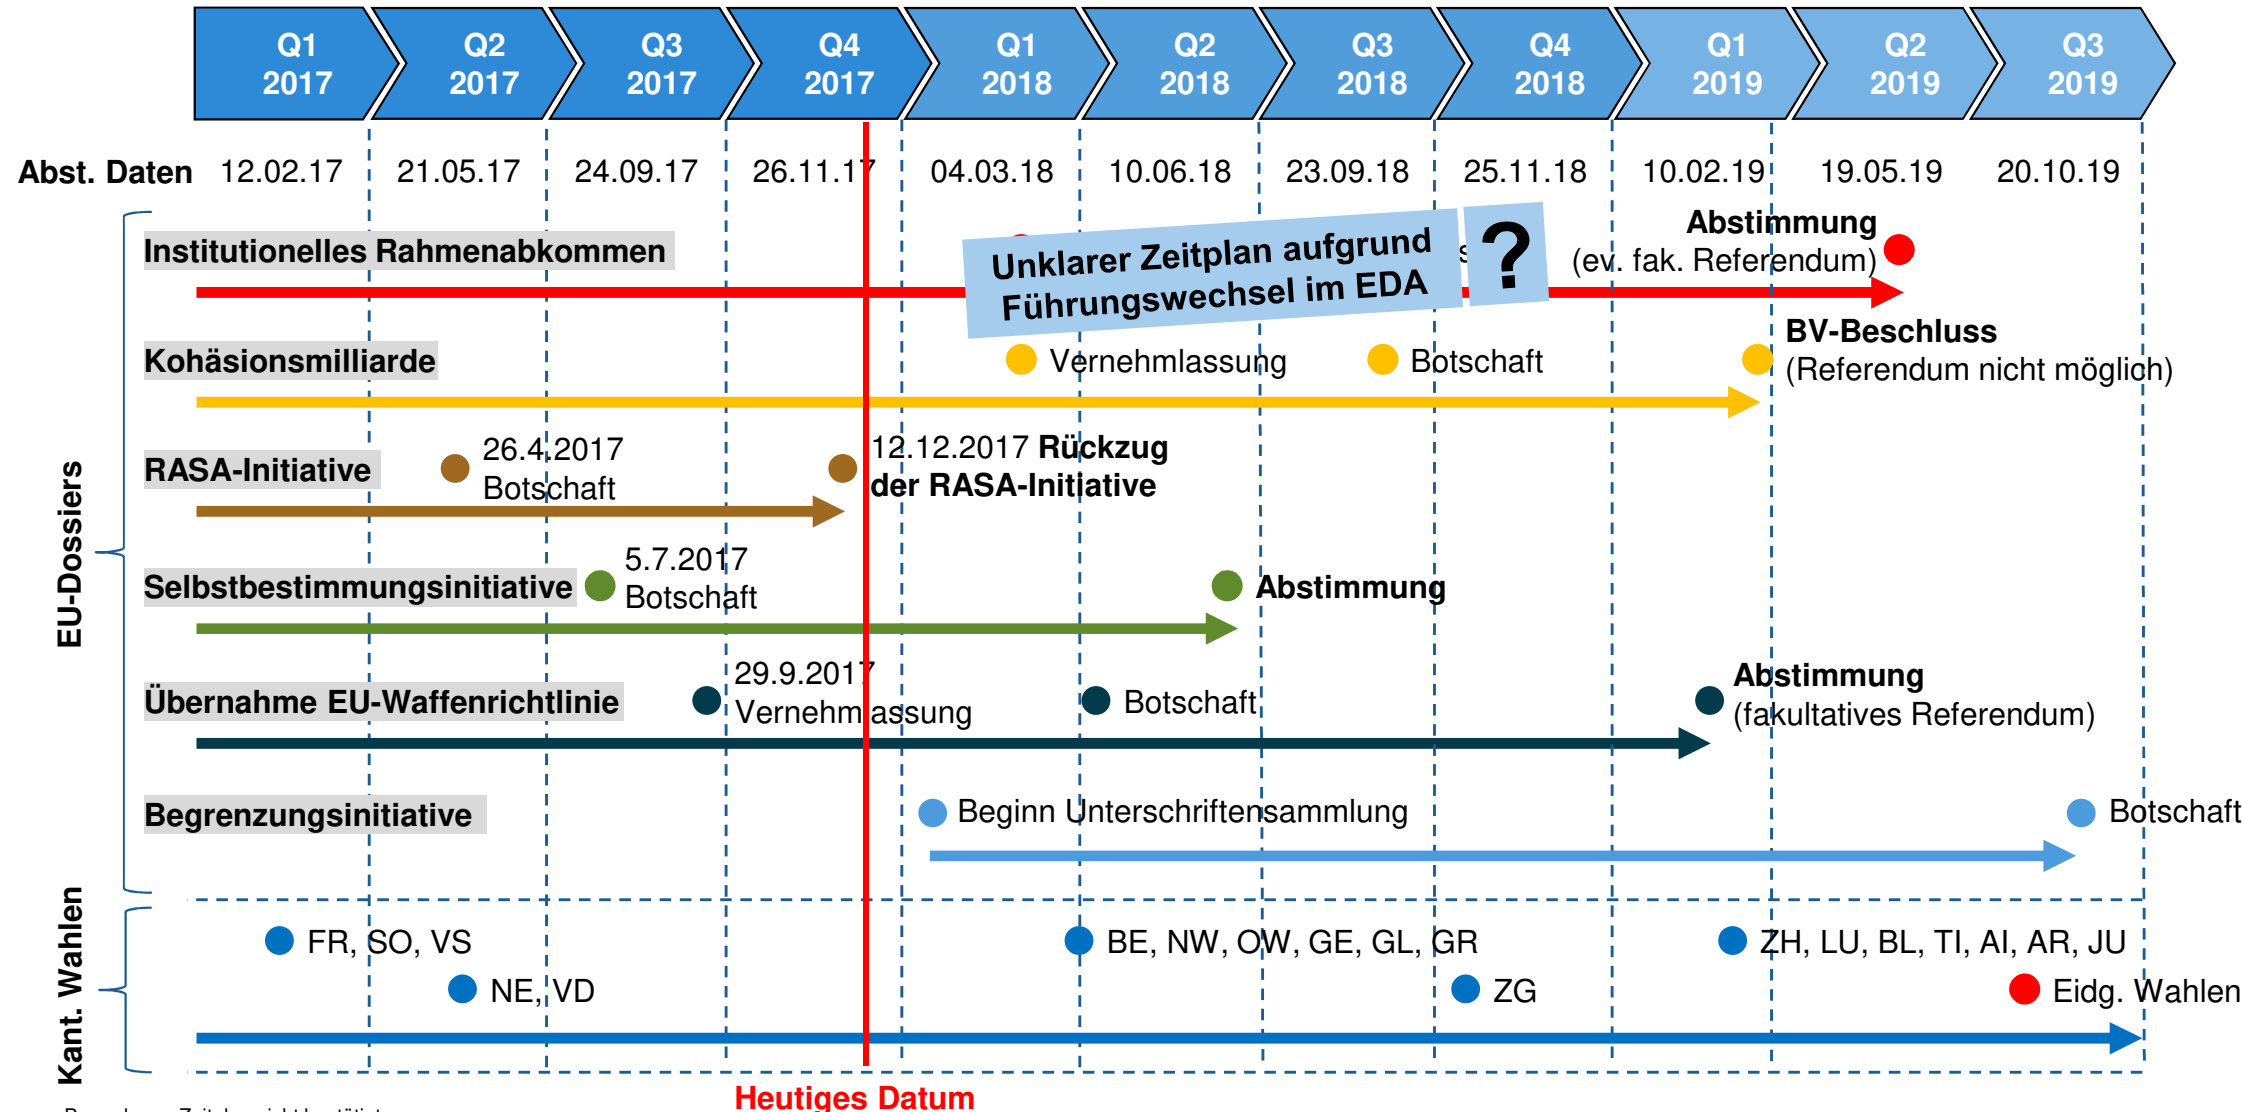 Q1 Q2 Q3 Q4 Q1 Q2 Q3 Q4 Q1 Q2 Q3
2017 2017 2017 2017 2018 2018 2018 2018 2019 2019 2019
Abst. Daten 12.02.17 21.05.17 24.09.17 26.11.17 04.03.18 10.06.18 23.09.18 25.11.18 10.02.19 19.05.19 20.10.19
EU-Dossiers
Institutionelles Rahmenabkommen
Unklarer Zeitplan aufgrund
Führungswechsel im EDA
?
Abstimmung
(ev. fak. Referendum)
Kohäsionsmilliarde
Vernehmlassung
Botschaft
BV-Beschluss
(Referendum nicht möglich)
RASA-Initiative
26.4.2017
Botschaft
12.12.2017 Rückzug
der RASA-Initiative
Selbstbestimmungsinitiative
5.7.2017
Botschaft
Abstimmung
Übernahme EU-Waffenrichtlinie
29.9.2017
Vernehmlassung
Botschaft
Abstimmung
(fakultatives Referendum)
Begrenzungsinitiative
Beginn Unterschriftensammlung
Botschaft
Kant. Wahlen
FR, SO, VS
BE, NW, OW, GE, GL, GR
ZH, LU, BL, TI, AI, AR, JU
NE, VD
ZG
Eidg. Wahlen
Heutiges Datum